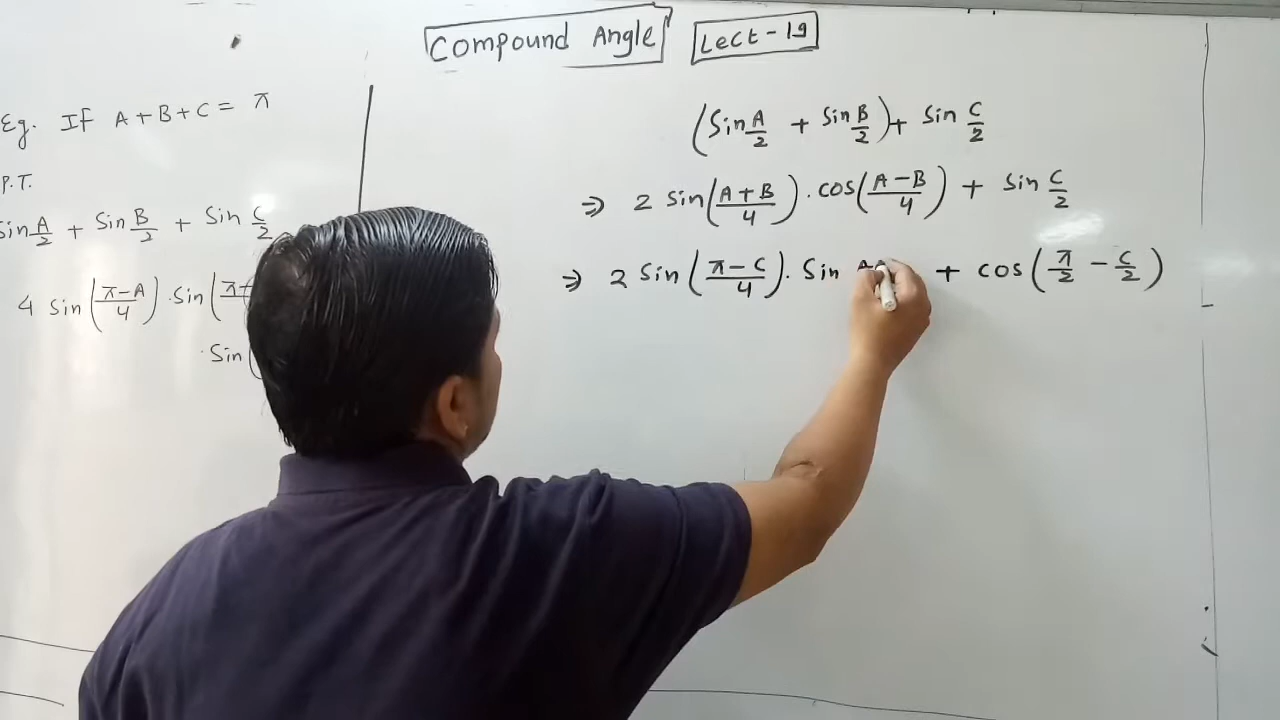 Compound Angle Lect-19
Eg. If A+B+C = π
P.T.
Sin A/2 + Sin B/2 + Sin C/2
4 Sin(π-A/4) · Sin(π-
· Sin (
(Sin A/2 + Sin B/2) + Sin C/2
⇒ 2 Sin(A+B/4) · cos(A-B/4) + Sin C/2
⇒ 2 Sin(π-C/4) · Sin + cos(π/2 - C/2)